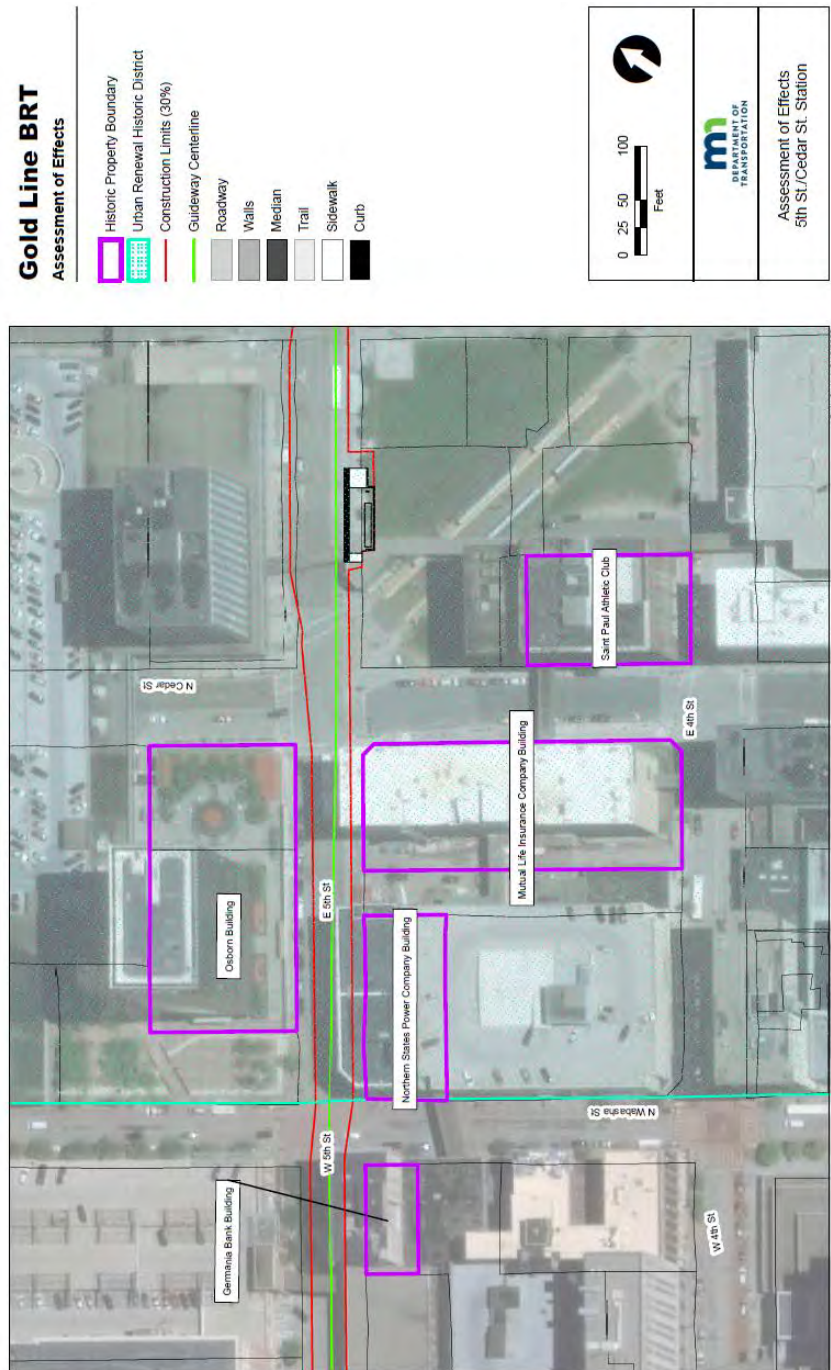 Gold Line BRT
Assessment of Effects
Historic Property Boundary
Urban Renewal Historic District
Construction Limits (30%)
Guideway Centerline
Roadway
Walls
Median
Trail
Sidewalk
Curb
0 25 50 100
Feet
DEPARTMENT OF
TRANSPORTATION
Assessment of Effects
5th St./Cedar St. Station
Germania Bank Building
Osborn Building
N Cedar St
W 5th St
E 5th St
Northern States Power Company Building
Mutual Life Insurance Company Building
Saint Paul Athletic Club
N Wabasha St
W 4th St
E 4th St